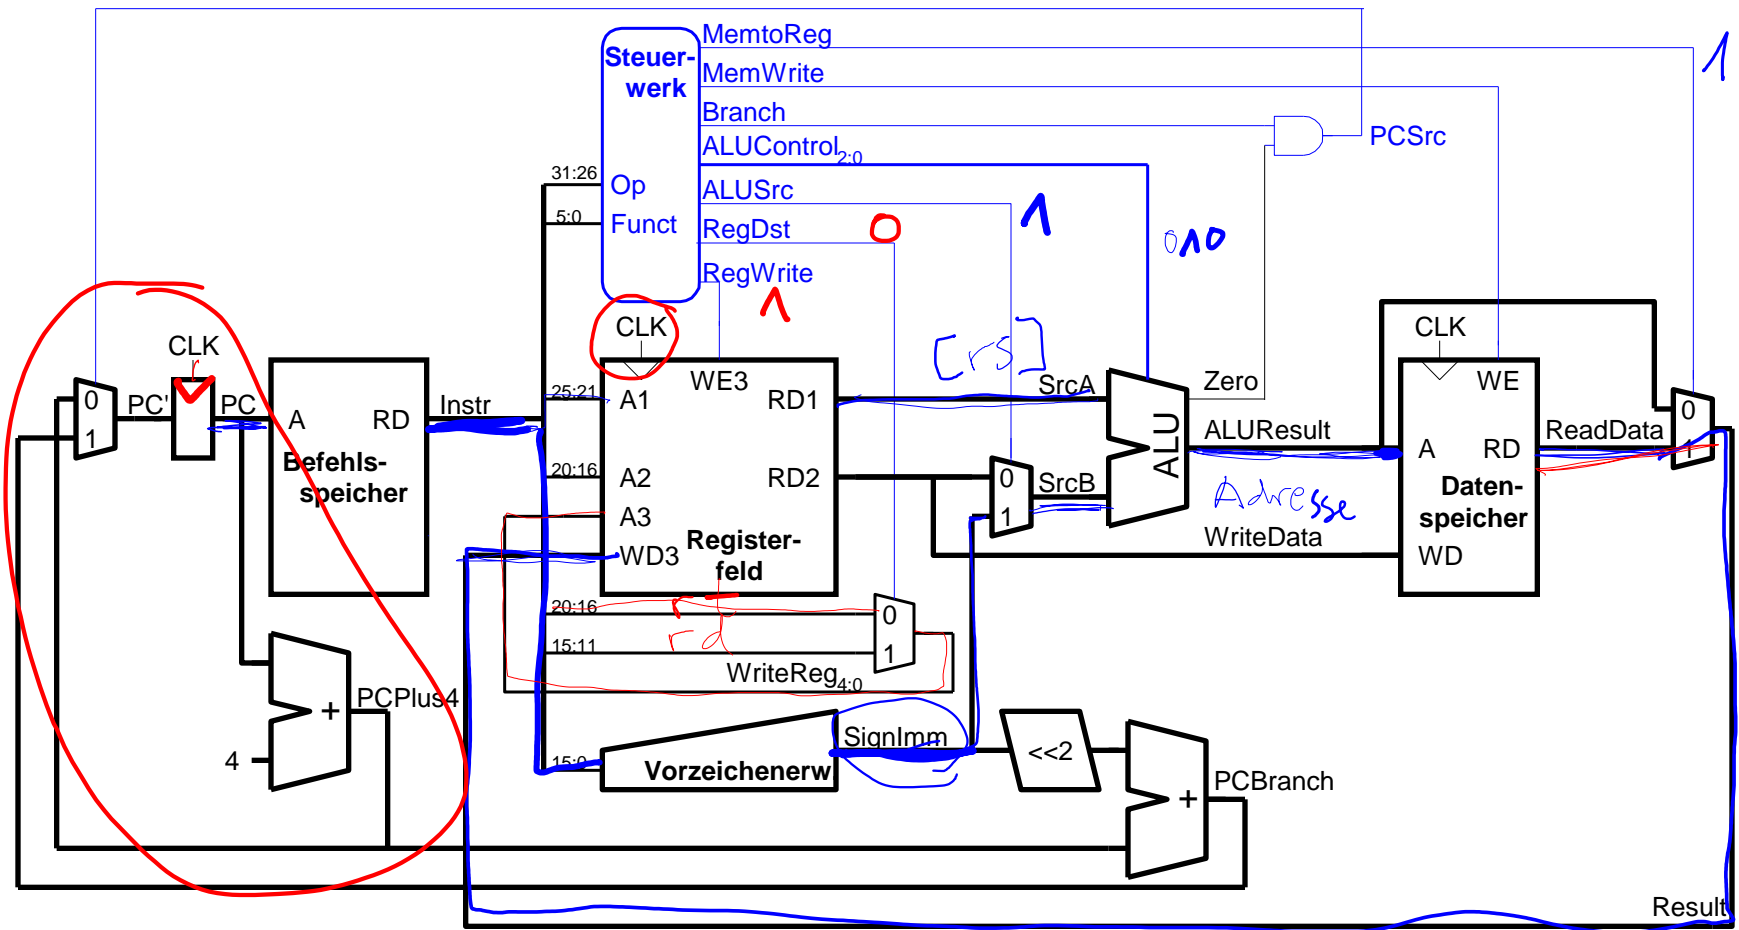 MemtoReg
1
Steuer-
werk
MemWrite
Branch
PCSrc
ALUControl2:0
31:26
Op
ALUSrc
1
5:0
Funct
RegDst
0
010
RegWrite
1
CLK
CLK
CLK
[rs]
WE3
WE
0
PC'
PC
Instr
25:21
A1
RD1
SrcA
Zero
0
1
A
RD
ALU
ALUResult
A
RD
ReadData
1
Befehls-
speicher
20:16
A2
RD2
0
SrcB
Adresse
Daten-
speicher
A3
1
WriteData
WD3
Register-
feld
WD
20:16
0
rd
15:11
1
WriteReg4:0
PCPlus4
+
SignImm
4
15:0
Vorzeichenerw.
<<2
PCBranch
+
Result